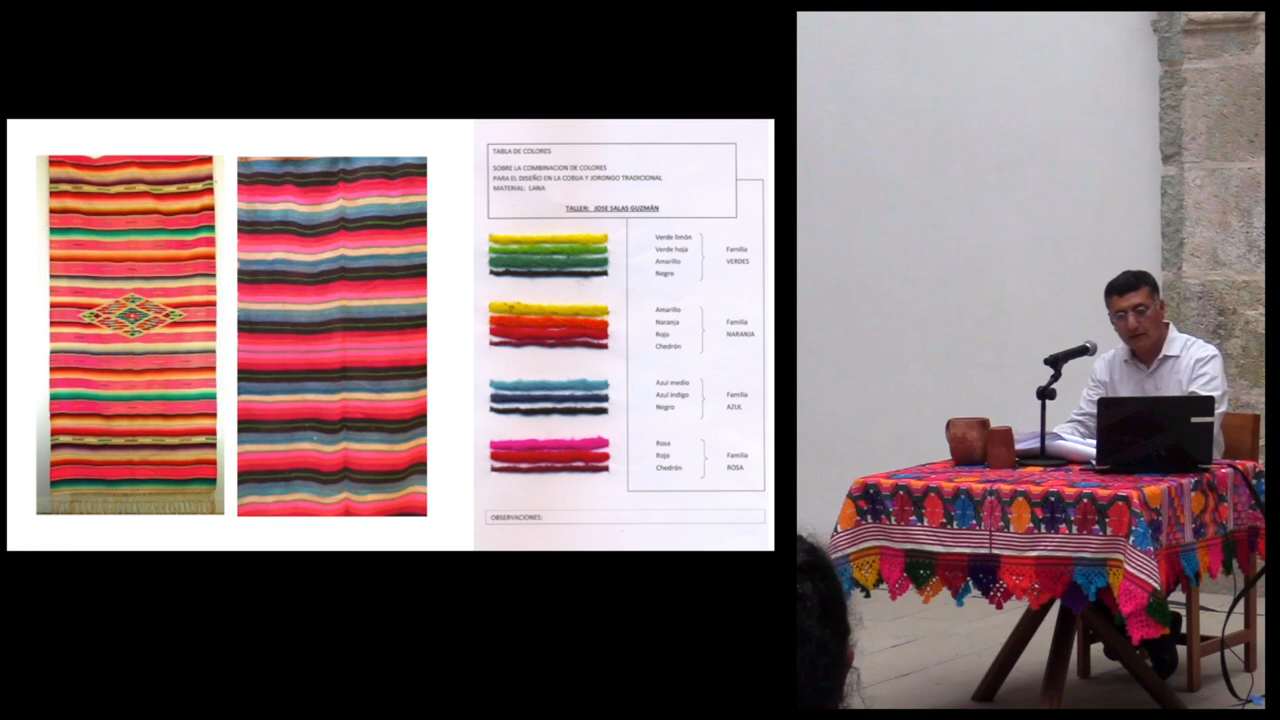 TABLA DE COLORES
SOBRE LA COMBINACION DE COLORES
PARA EL DISEÑO EN LA COBIJA Y JORONGO TRADICIONAL
MATERIAL: LANA
TALLER: JOSE SALAS GUZMÁN
Verde limón
Verde hoja Familia
Amarillo VERDES
Negro
Amarillo
Naranja Familia
Rojo NARANJA
Chedrón
Azul medio
Azul índigo Familia
Negro AZUL
Rosa
Rojo Familia
Chedrón ROSA
OBSERVACIONES: